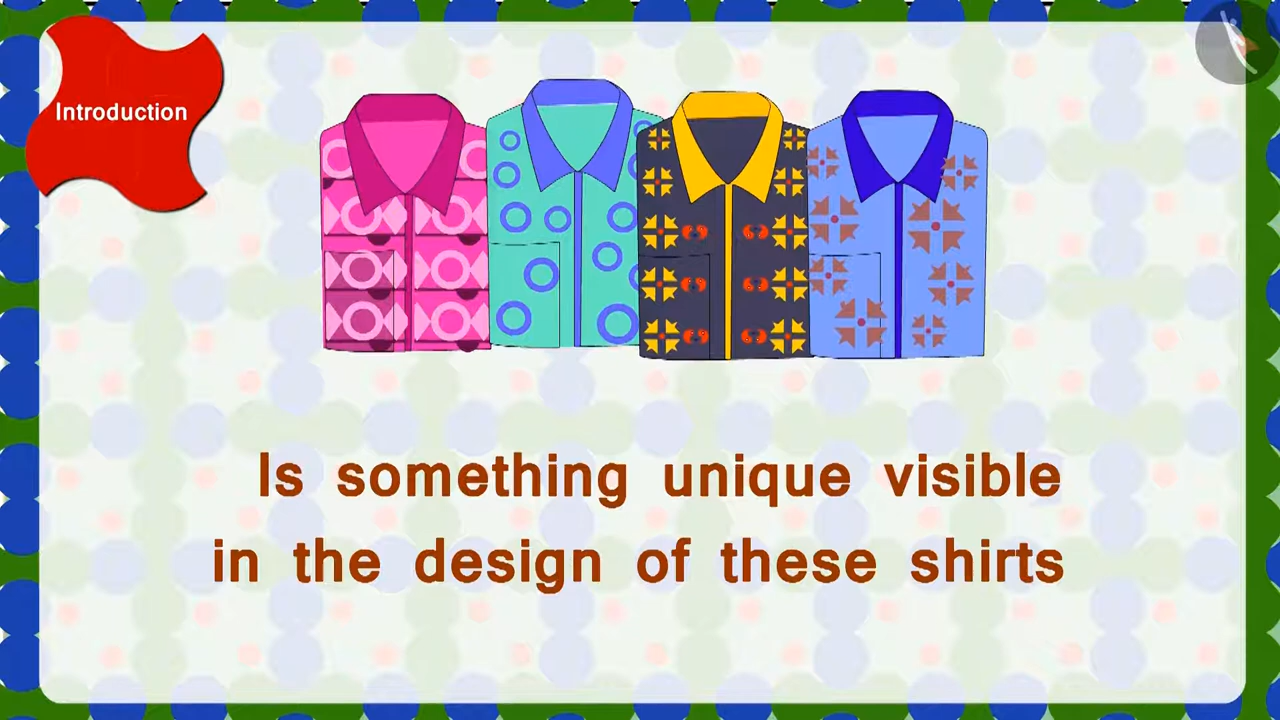 Introduction
Is something unique visible
in the design of these shirts